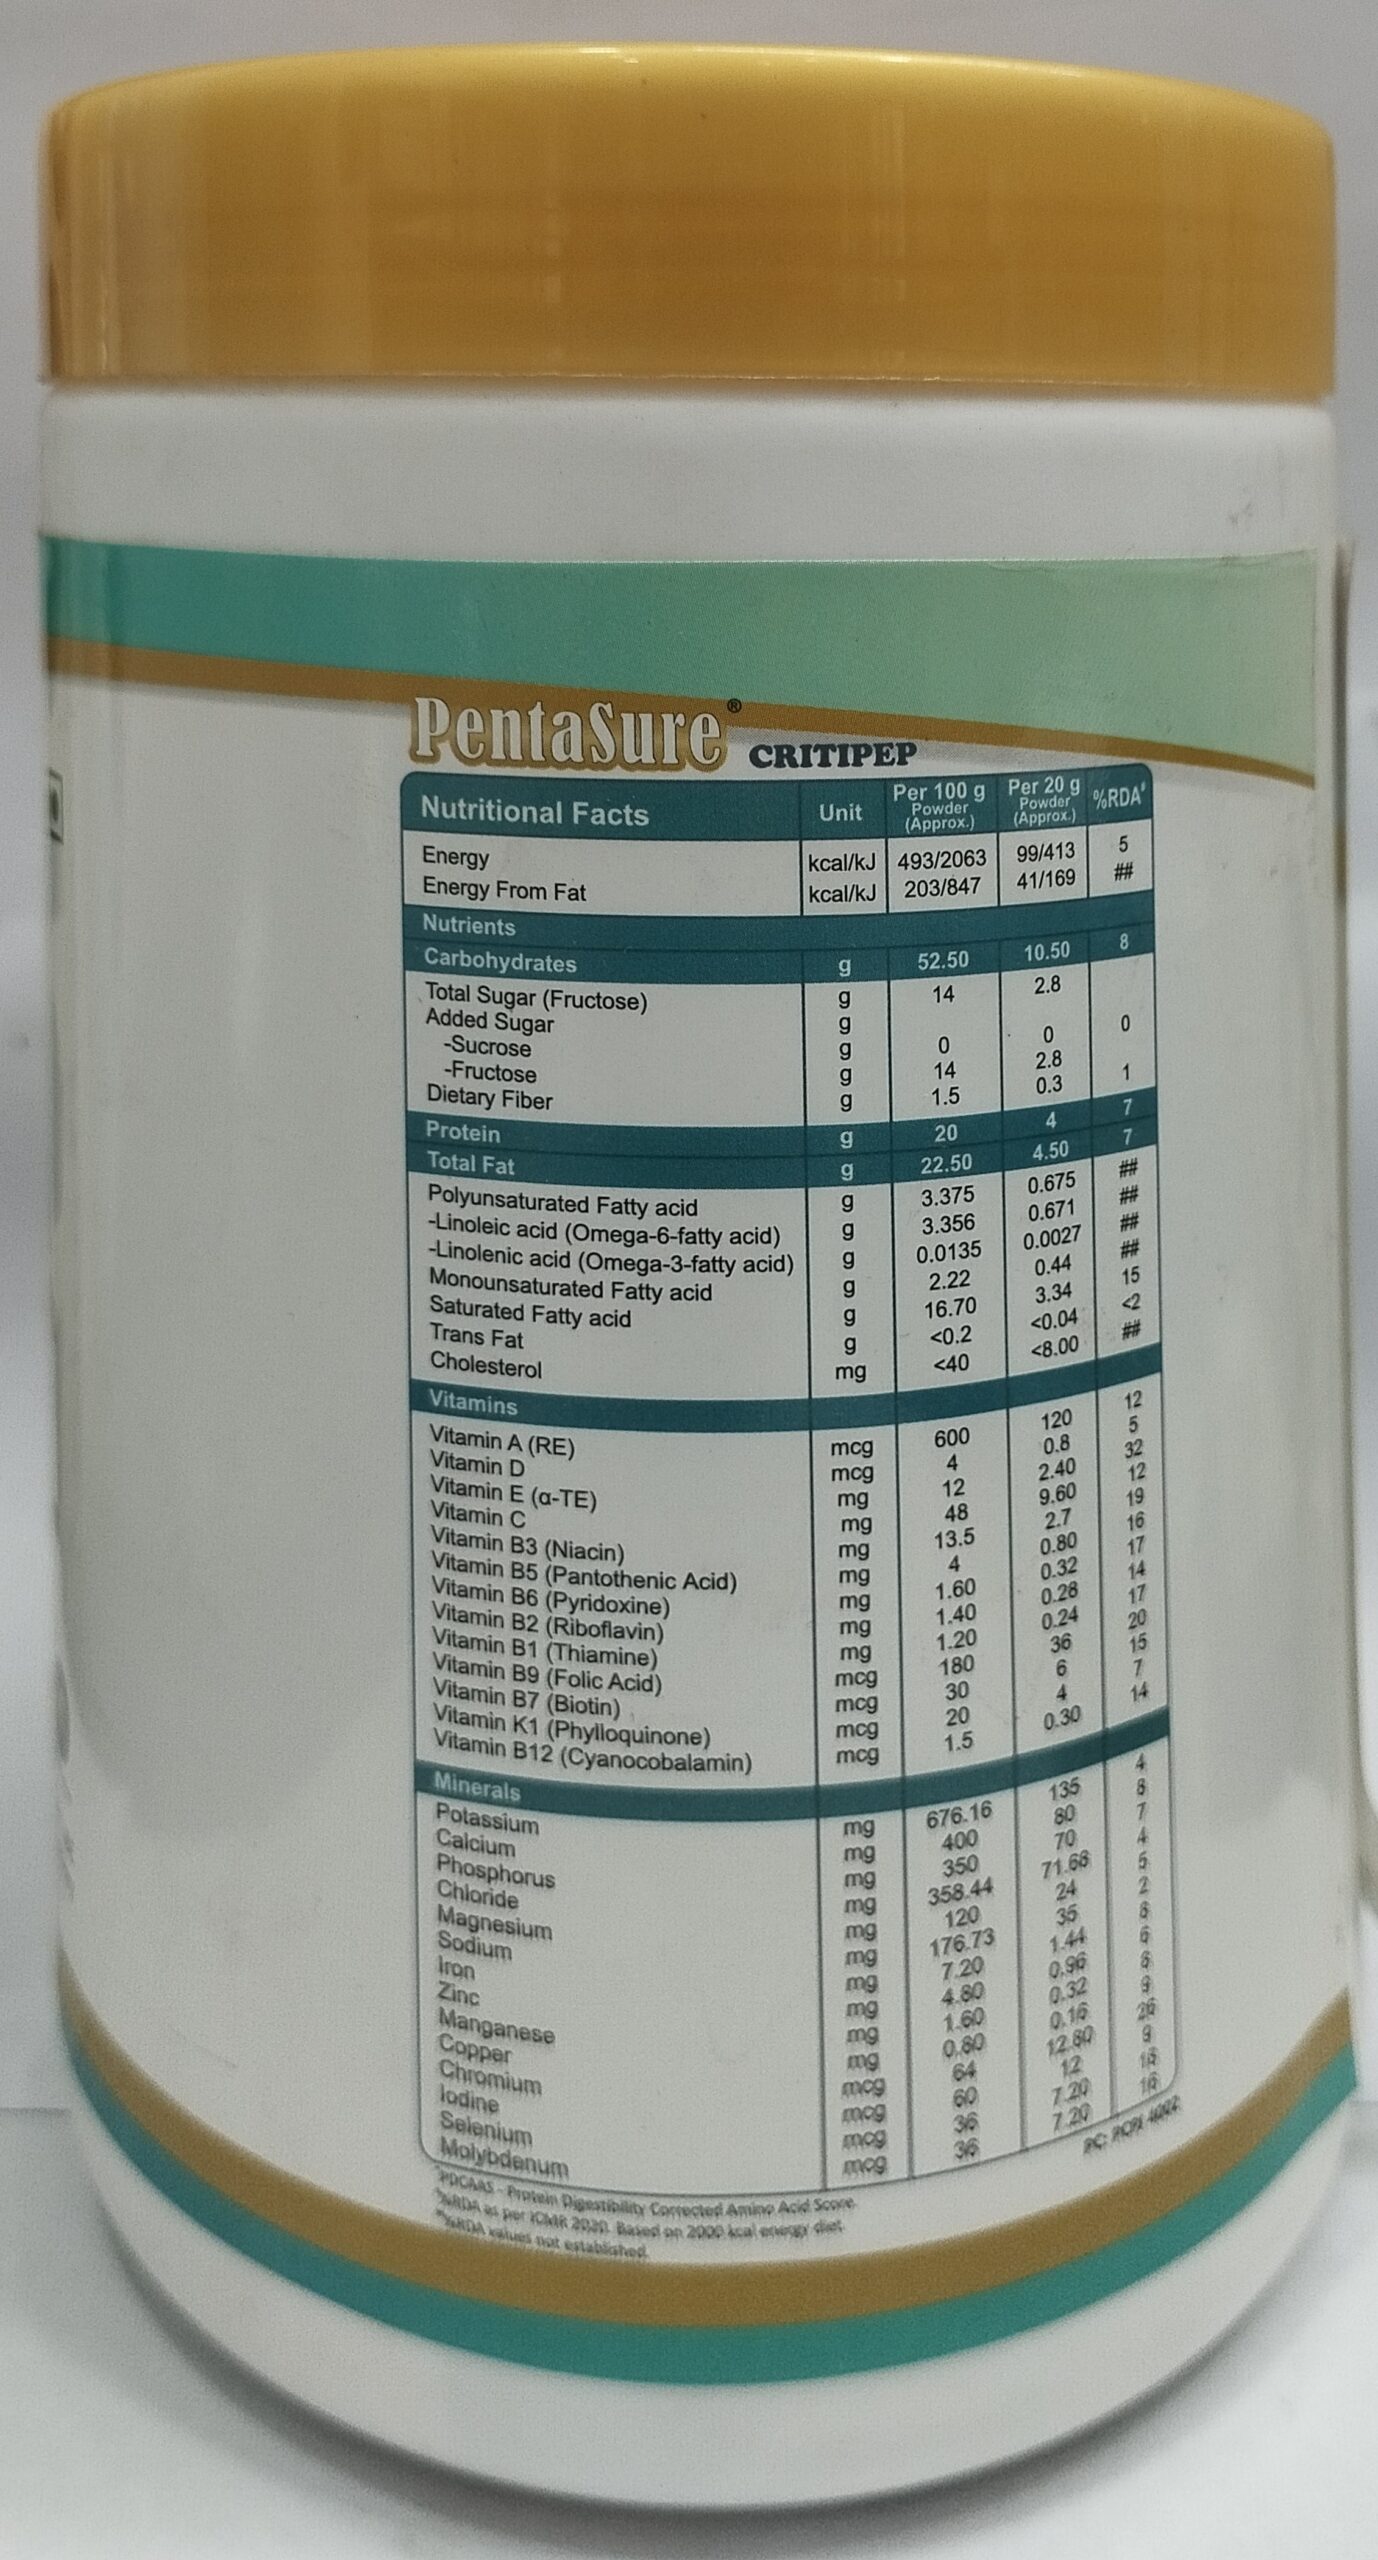 PentaSure® CRITIPEP
Nutritional Facts Unit Per 100 g Powder (Approx.) Per 20 g Powder (Approx.) %RDA#
Energy kcal/kJ 493/2063 99/413 5
Energy From Fat kcal/kJ 203/847 41/169 ##
Nutrients
Carbohydrates g 52.50 10.50 8
Total Sugar (Fructose) g 14 2.8
Added Sugar g
-Sucrose g 0 0 0
-Fructose g 14 2.8
Dietary Fiber g 1.5 0.3 1
Protein g 20 4 7
Total Fat g 22.50 4.50 7
Polyunsaturated Fatty acid g 3.375 0.675 ##
-Linoleic acid (Omega-6-fatty acid) g 3.356 0.671 ##
-Linolenic acid (Omega-3-fatty acid) g 0.0135 0.0027 ##
Monounsaturated Fatty acid g 2.22 0.44 ##
Saturated Fatty acid g 16.70 3.34 15
Trans Fat g <0.2 <0.04 <2
Cholesterol mg <40 <8.00 ##
Vitamins
Vitamin A (RE) mcg 600 120 12
Vitamin D mcg 4 0.8 5
Vitamin E (α-TE) mg 12 2.40 32
Vitamin C mg 48 9.60 12
Vitamin B3 (Niacin) mg 13.5 2.7 19
Vitamin B5 (Pantothenic Acid) mg 4 0.80 16
Vitamin B6 (Pyridoxine) mg 1.60 0.32 17
Vitamin B2 (Riboflavin) mg 1.40 0.28 14
Vitamin B1 (Thiamine) mg 1.20 0.24 17
Vitamin B9 (Folic Acid) mcg 180 36 20
Vitamin B7 (Biotin) mcg 30 6 15
Vitamin K1 (Phylloquinone) mcg 20 4 7
Vitamin B12 (Cyanocobalamin) mcg 1.5 0.30 14
Minerals
Potassium mg 676.16 135 4
Calcium mg 400 80 8
Phosphorus mg 350 70 7
Chloride mg 358.44 71.68 4
Magnesium mg 120 24 5
Sodium mg 176.73 35 2
Iron mg 7.20 1.44 8
Zinc mg 4.80 0.96 6
Manganese mg 1.60 0.32 8
Copper mg 0.80 0.16 9
Chromium mcg 64 12.80 26
Iodine mcg 60 12 9
Selenium mcg 36 7.20 18
Molybdenum mcg 36 7.20 16
PDCAAS - Protein Digestibility Corrected Amino Acid Score.
%RDA as per ICMR 2020. Based on 2000 kcal energy diet.
%RDA values not established.